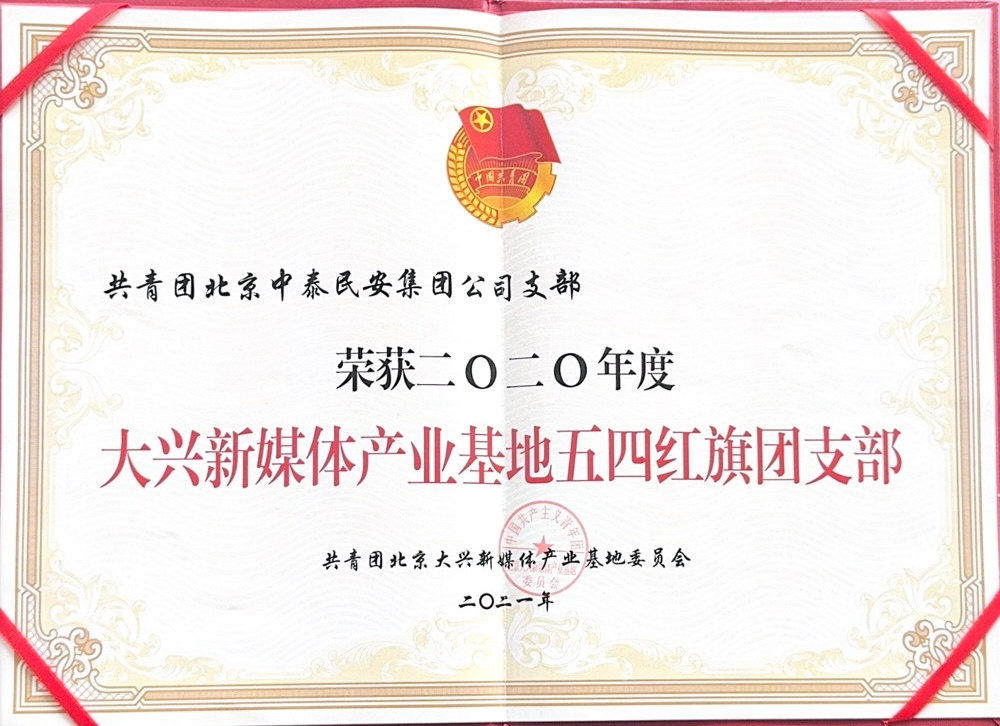 中国共青团
共青团北京中泰民安集团公司支部
荣获二〇二〇年度
大兴新媒体产业基地五四红旗团支部
中国共产主义青年团
委员会
共青团北京大兴新媒体产业基地委员会
二〇二一年